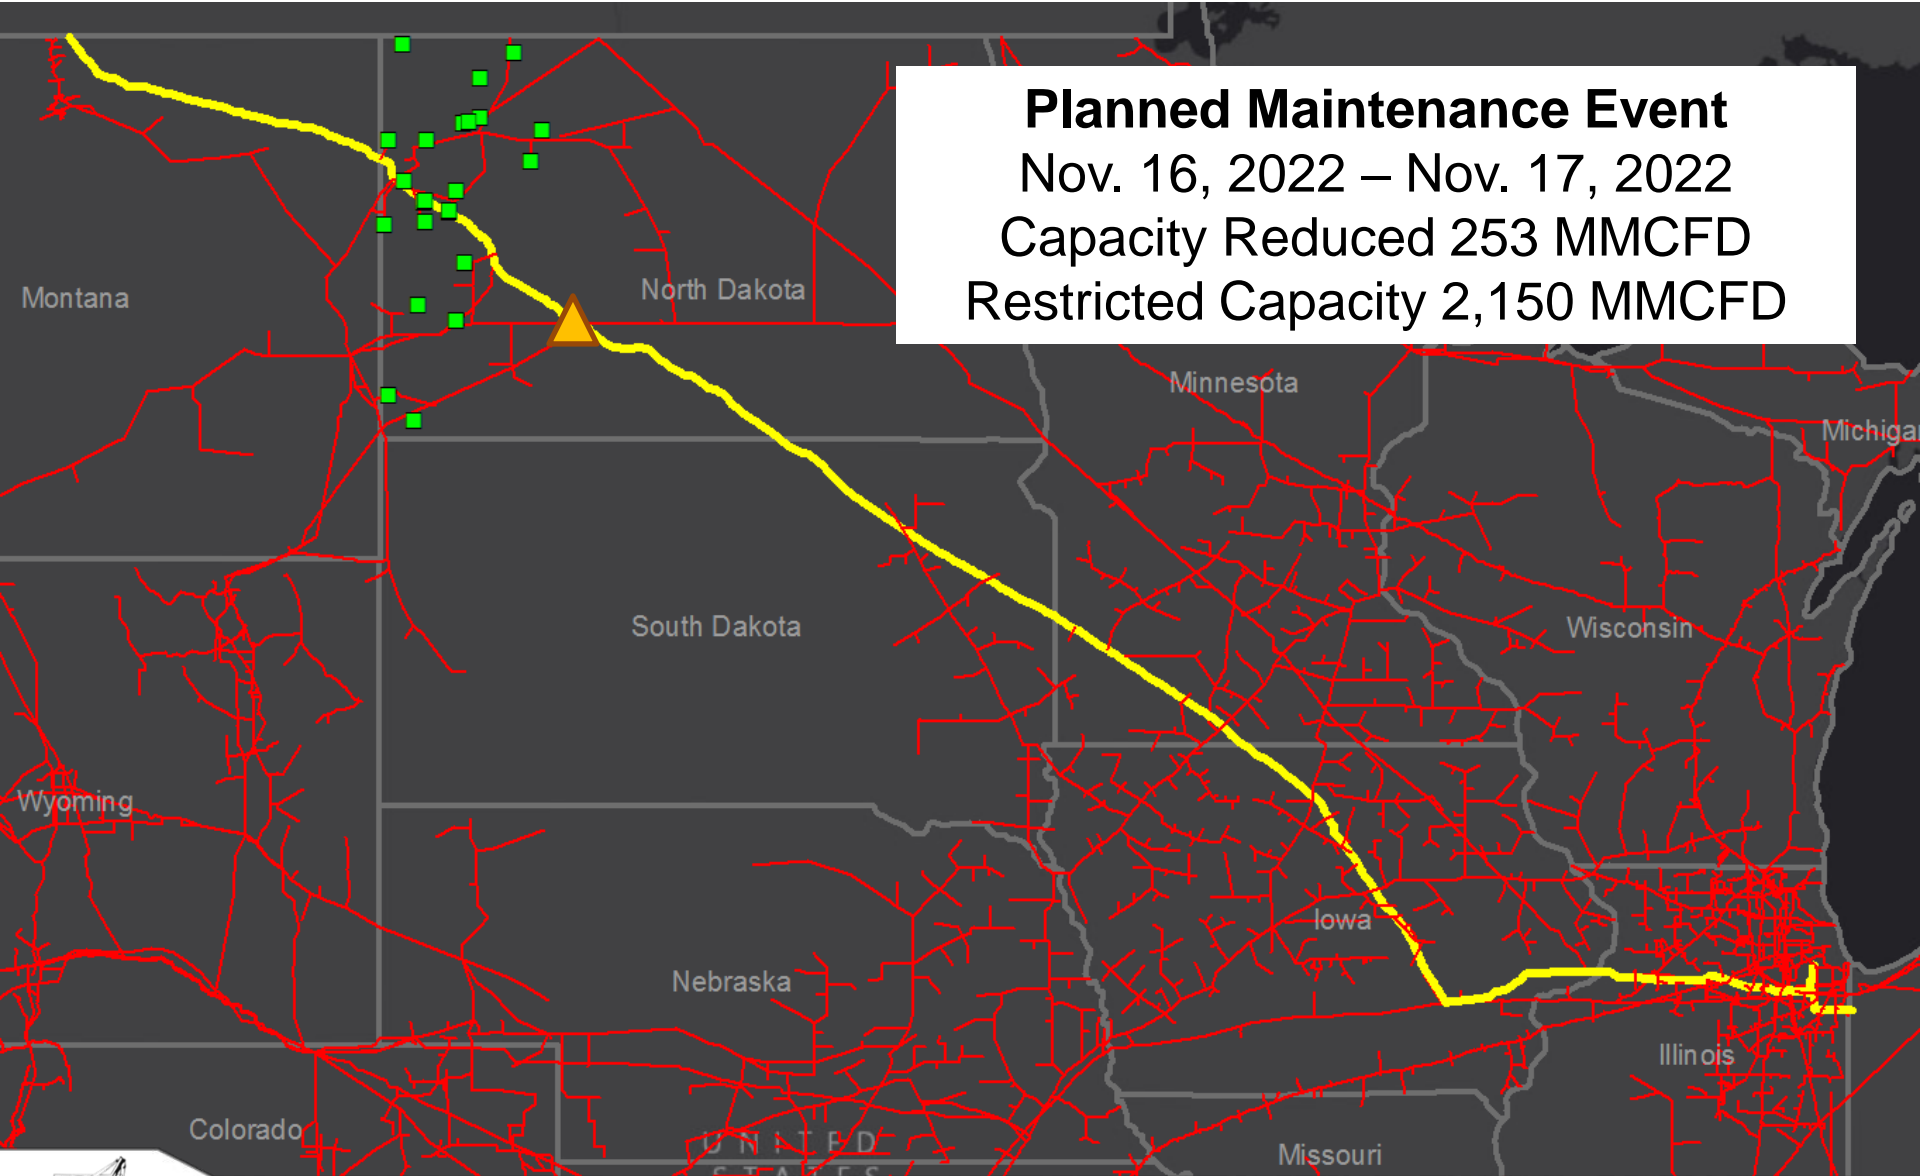 Planned Maintenance Event
Nov. 16, 2022 – Nov. 17, 2022
Capacity Reduced 253 MMCFD
Restricted Capacity 2,150 MMCFD
Montana
North Dakota
Minnesota
Michigan
South Dakota
Wisconsin
Wyoming
Iowa
Nebraska
Illinois
Colorado
UNITED
STATES
Missouri